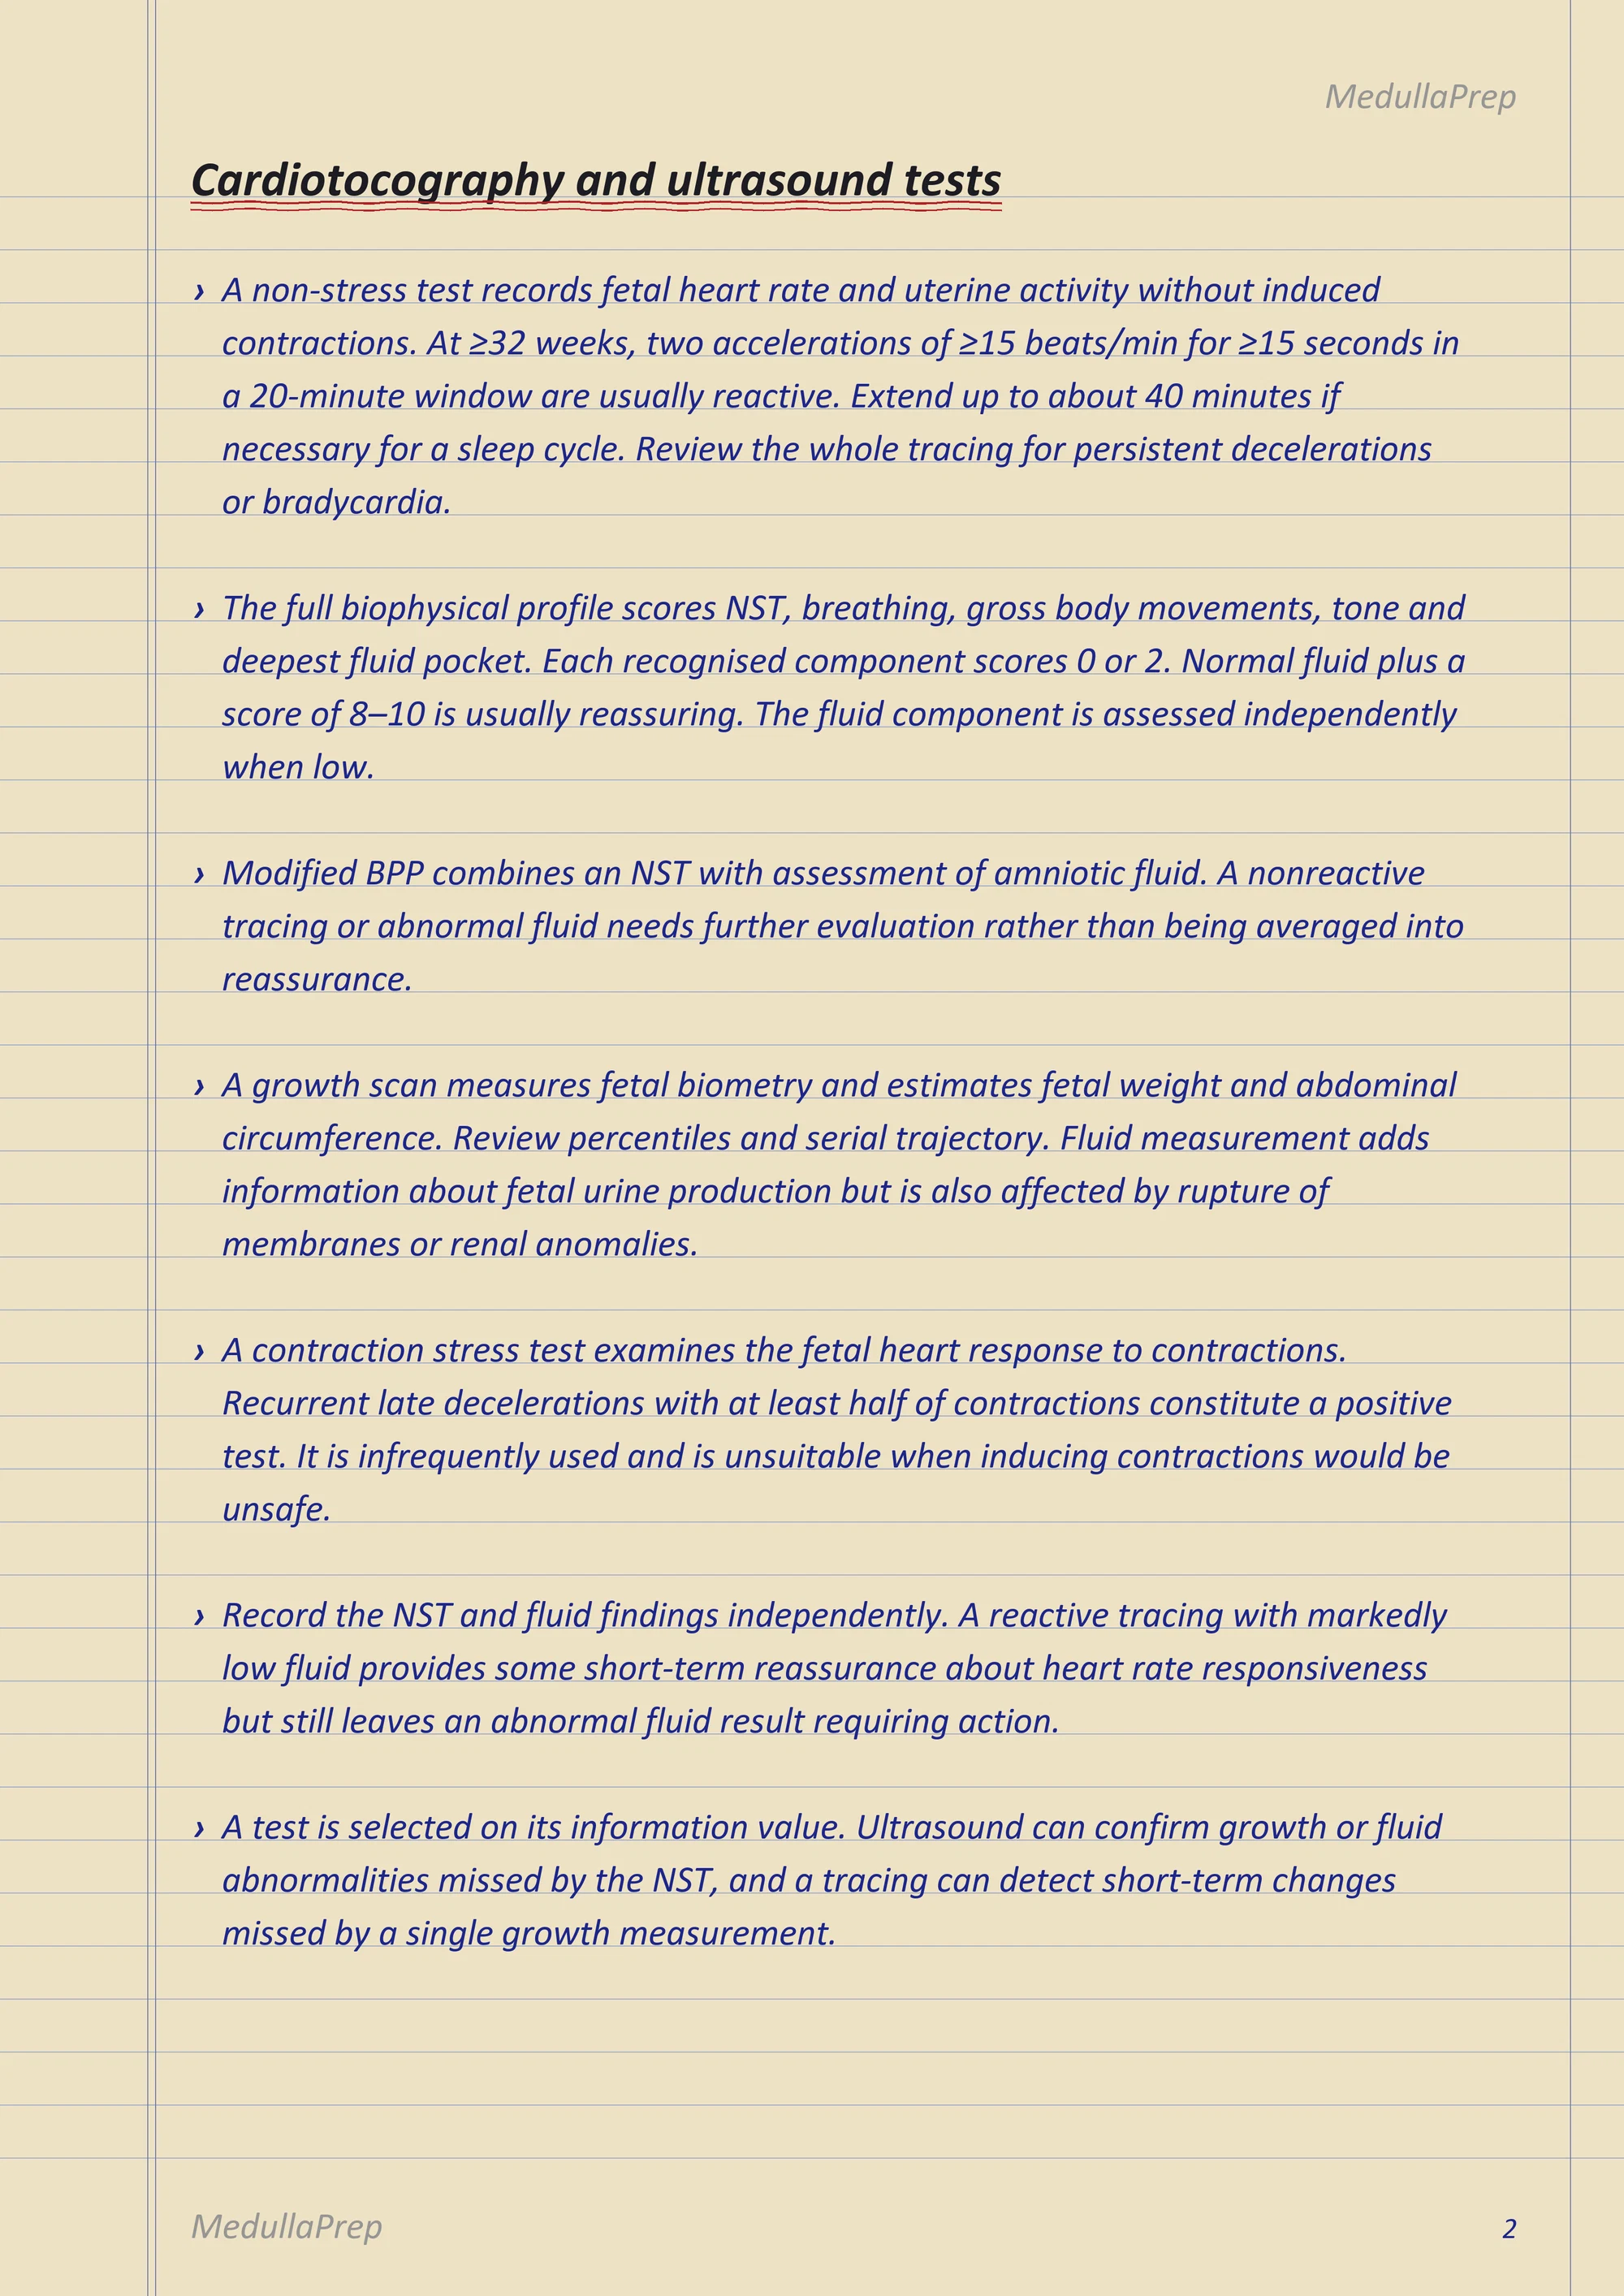 MedullaPrep
Cardiotocography and ultrasound tests
› A non-stress test records fetal heart rate and uterine activity without induced
contractions. At ≥32 weeks, two accelerations of ≥15 beats/min for ≥15 seconds in
a 20-minute window are usually reactive. Extend up to about 40 minutes if
necessary for a sleep cycle. Review the whole tracing for persistent decelerations
or bradycardia.
› The full biophysical profile scores NST, breathing, gross body movements, tone and
deepest fluid pocket. Each recognised component scores 0 or 2. Normal fluid plus a
score of 8–10 is usually reassuring. The fluid component is assessed independently
when low.
› Modified BPP combines an NST with assessment of amniotic fluid. A nonreactive
tracing or abnormal fluid needs further evaluation rather than being averaged into
reassurance.
› A growth scan measures fetal biometry and estimates fetal weight and abdominal
circumference. Review percentiles and serial trajectory. Fluid measurement adds
information about fetal urine production but is also affected by rupture of
membranes or renal anomalies.
› A contraction stress test examines the fetal heart response to contractions.
Recurrent late decelerations with at least half of contractions constitute a positive
test. It is infrequently used and is unsuitable when inducing contractions would be
unsafe.
› Record the NST and fluid findings independently. A reactive tracing with markedly
low fluid provides some short-term reassurance about heart rate responsiveness
but still leaves an abnormal fluid result requiring action.
› A test is selected on its information value. Ultrasound can confirm growth or fluid
abnormalities missed by the NST, and a tracing can detect short-term changes
missed by a single growth measurement.
MedullaPrep
2